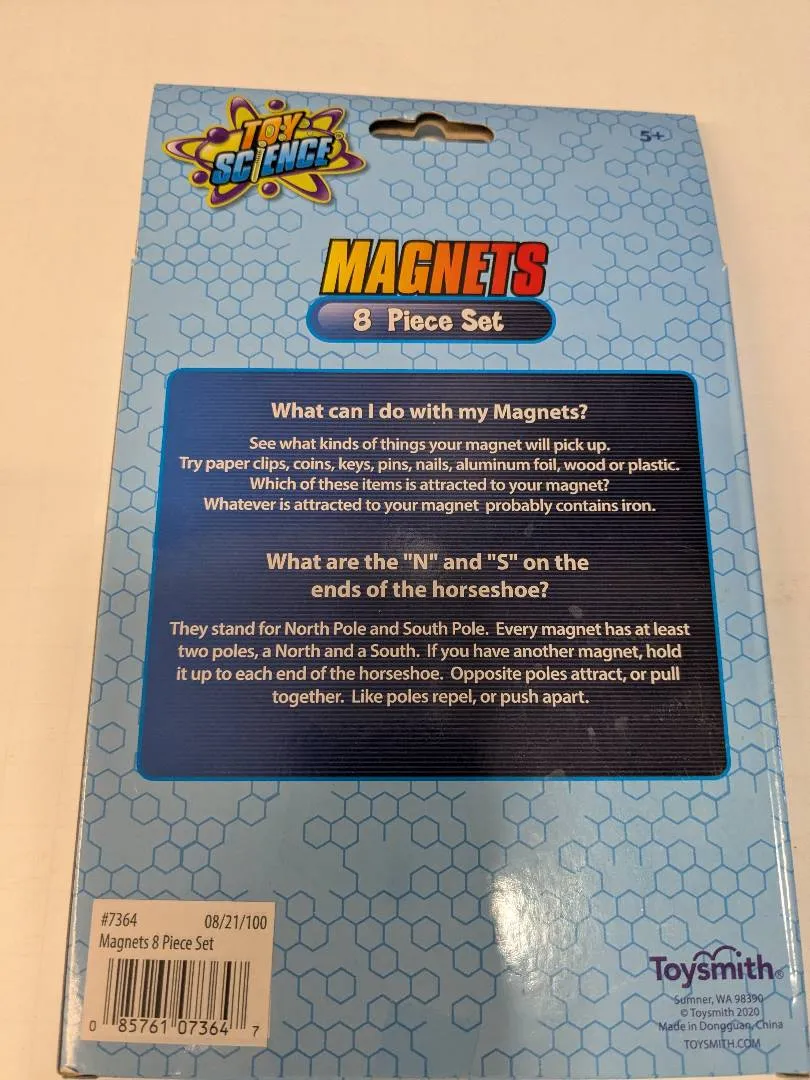 TOY
SCIENCE
5+
MAGNETS
8 Piece Set
What can I do with my Magnets?
See what kinds of things your magnet will pick up.
Try paper clips, coins, keys, pins, nails, aluminum foil, wood or plastic.
Which of these items is attracted to your magnet?
Whatever is attracted to your magnet probably contains iron.
What are the "N" and "S" on the
ends of the horseshoe?
They stand for North Pole and South Pole. Every magnet has at least
two poles, a North and a South. If you have another magnet, hold
it up to each end of the horseshoe. Opposite poles attract, or pull
together. Like poles repel, or push apart.
#7364 08/21/100
Magnets 8 Piece Set
0 85761 07364 7
Toysmith®
Sumner, WA 98390
© Toysmith 2020
Made in Dongguan, China
TOYSMITH.COM